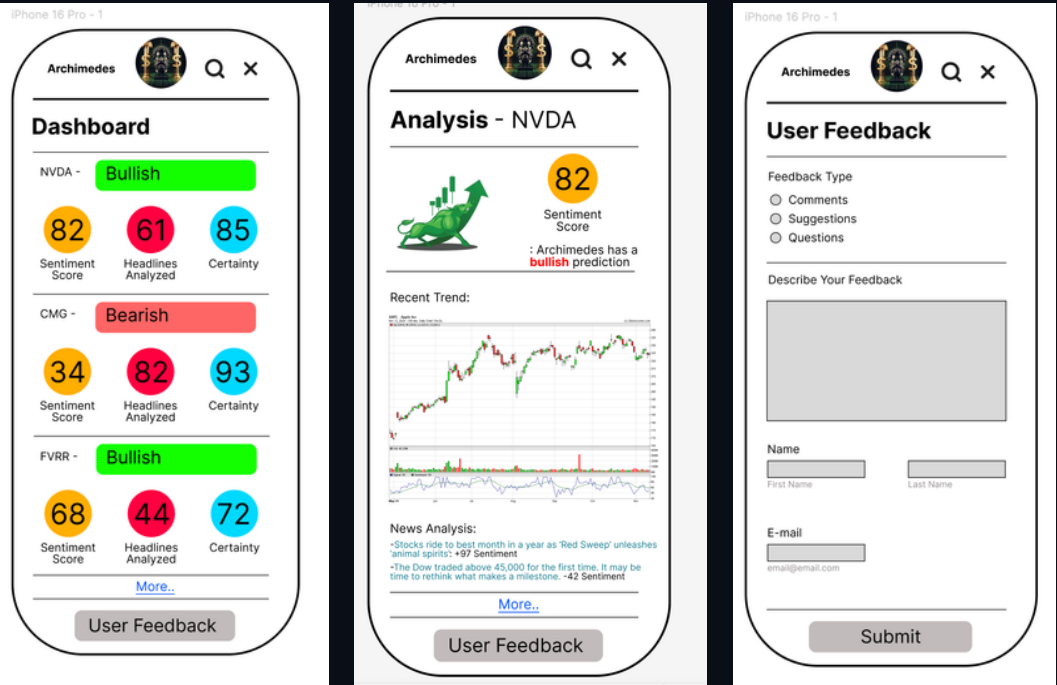 iPhone 16 Pro - 1
Archimedes
Dashboard
NVDA -
Bullish
82
61
85
Sentiment
Score
Headlines
Analyzed
Certainty
CMG -
Bearish
34
82
93
Sentiment
Score
Headlines
Analyzed
Certainty
FVRR -
Bullish
68
44
72
Sentiment
Score
Headlines
Analyzed
Certainty
More..
User Feedback
iPhone 16 Pro - 1
Archimedes
Analysis - NVDA
82
Sentiment
Score
: Archimedes has a
bullish prediction
Recent Trend:
News Analysis:
-Stocks ride to best month in a year as 'Red Sweep' unleashes
'animal spirits': +97 Sentiment
-The Dow traded above 45,000 for the first time. It may be
time to rethink what makes a milestone. -42 Sentiment
More..
User Feedback
iPhone 16 Pro - 1
Archimedes
User Feedback
Feedback Type
Comments
Suggestions
Questions
Describe Your Feedback
Name
First Name
Last Name
E-mail
email@email.com
Submit